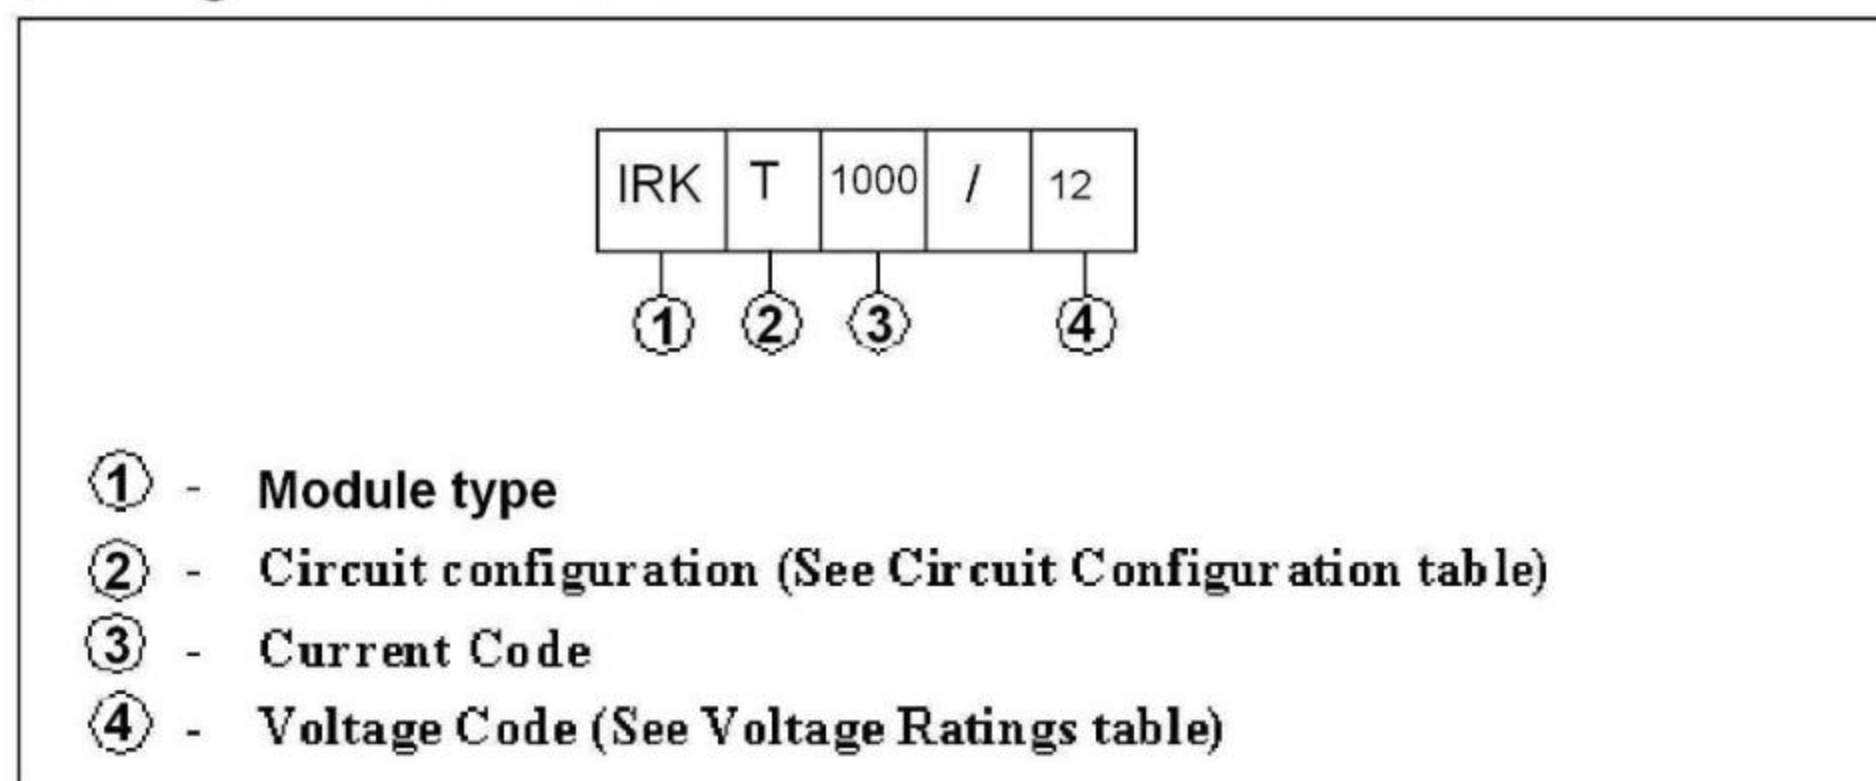 IRK T 1000 / 12
1 2 3 4
1 - Module type
2 - Circuit configuration (See Circuit Configuration table)
3 - Current Code
4 - Voltage Code (See Voltage Ratings table)